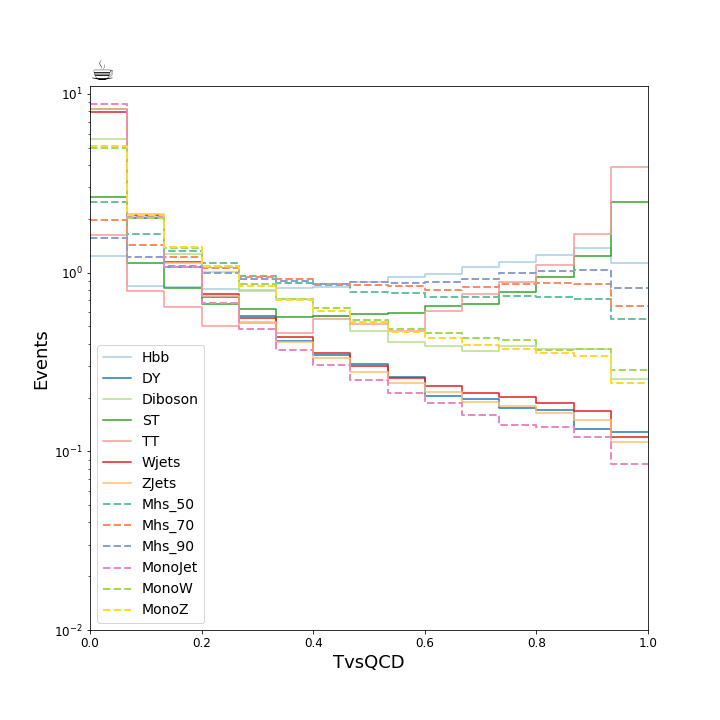 ☕
10¹
10⁰
10⁻¹
10⁻²
Events
Hbb
DY
Diboson
ST
TT
Wjets
ZJets
Mhs_50
Mhs_70
Mhs_90
MonoJet
MonoW
MonoZ
0.0 0.2 0.4 0.6 0.8 1.0
TvsQCD